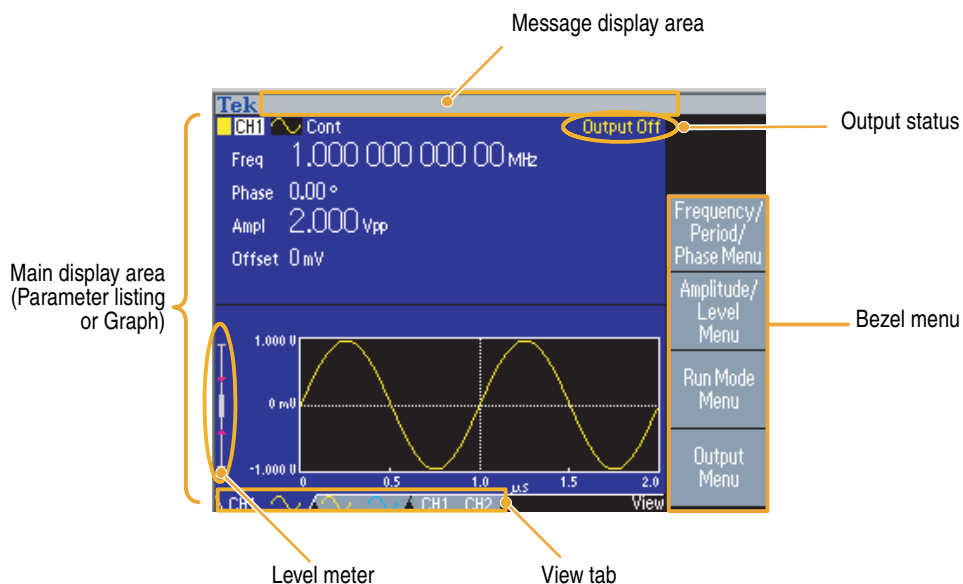 Message display area
Tek
Output status
CH1 Cont Output Off
Freq 1.000 000 000 00 MHz
Phase 0.00 °
Ampl 2.000 Vpp
Offset 0 mV
Frequency/
Period/
Phase Menu
Main display area
(Parameter listing
or Graph)
Amplitude/
Level
Menu
Bezel menu
Run Mode
Menu
Output
Menu
1.000 V
0 mV
-1.000 V
0 0.5 1.0 1.5 2.0
µs
CH1 CH1 CH2 View
Level meter
View tab